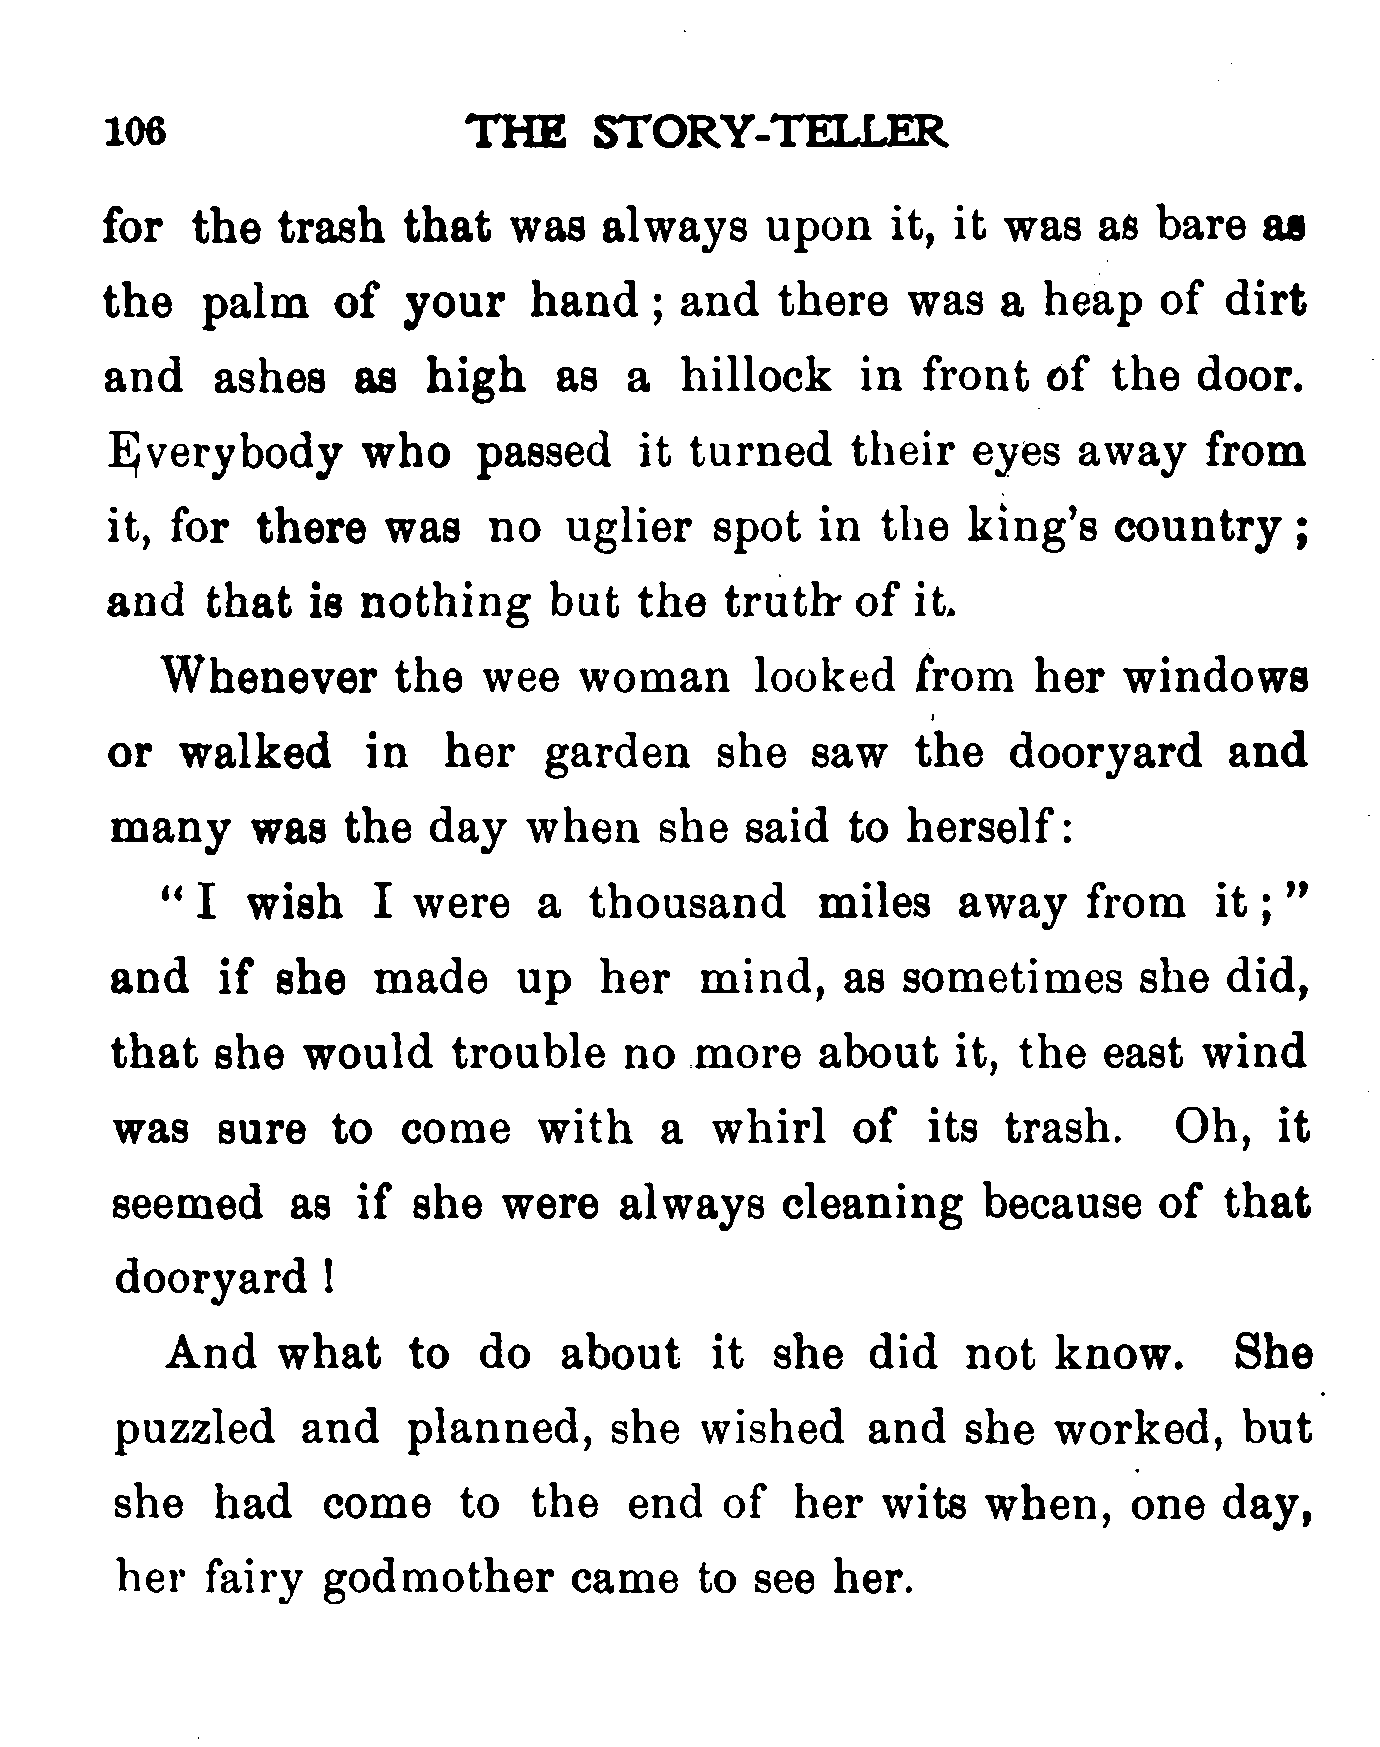 106 THE STORY-TELLER
for the trash that was always upon it, it was as bare as
the palm of your hand ; and there was a heap of dirt
and ashes as high as a hillock in front of the door.
Everybody who passed it turned their eyes away from
it, for there was no uglier spot in the king's country ;
and that is nothing but the truth of it.
Whenever the wee woman looked from her windows
or walked in her garden she saw the dooryard and
many was the day when she said to herself :
“ I wish I were a thousand miles away from it ; ”
and if she made up her mind, as sometimes she did,
that she would trouble no more about it, the east wind
was sure to come with a whirl of its trash. Oh, it
seemed as if she were always cleaning because of that
dooryard !
And what to do about it she did not know. She
puzzled and planned, she wished and she worked, but
she had come to the end of her wits when, one day,
her fairy godmother came to see her.